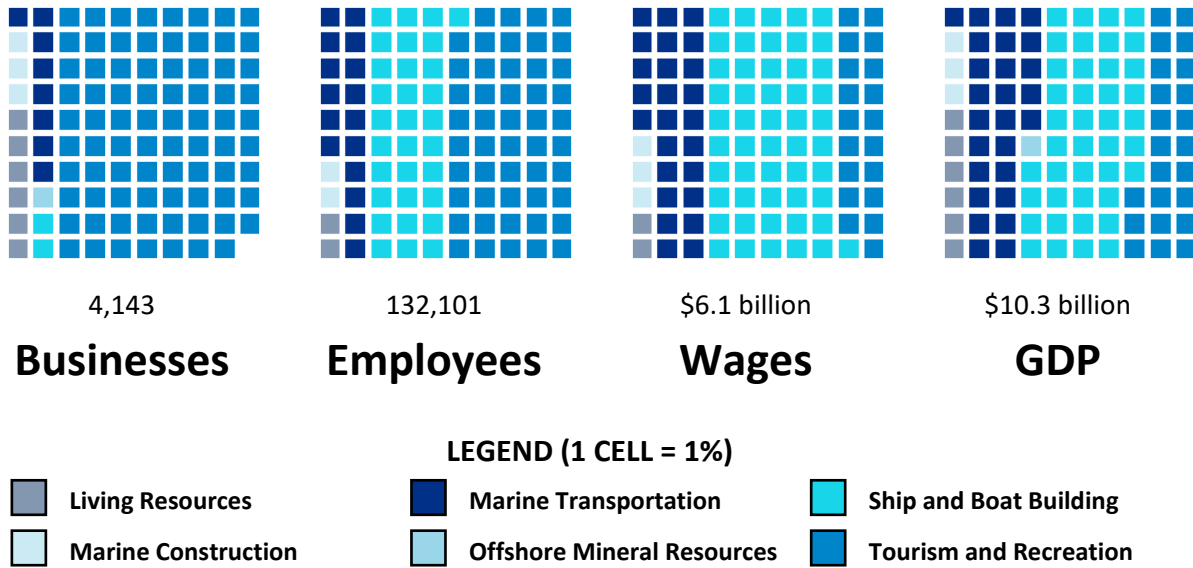 4,143
132,101
$6.1 billion
$10.3 billion
Businesses
Employees
Wages
GDP
LEGEND (1 CELL = 1%)
Living Resources
Marine Transportation
Ship and Boat Building
Marine Construction
Offshore Mineral Resources
Tourism and Recreation